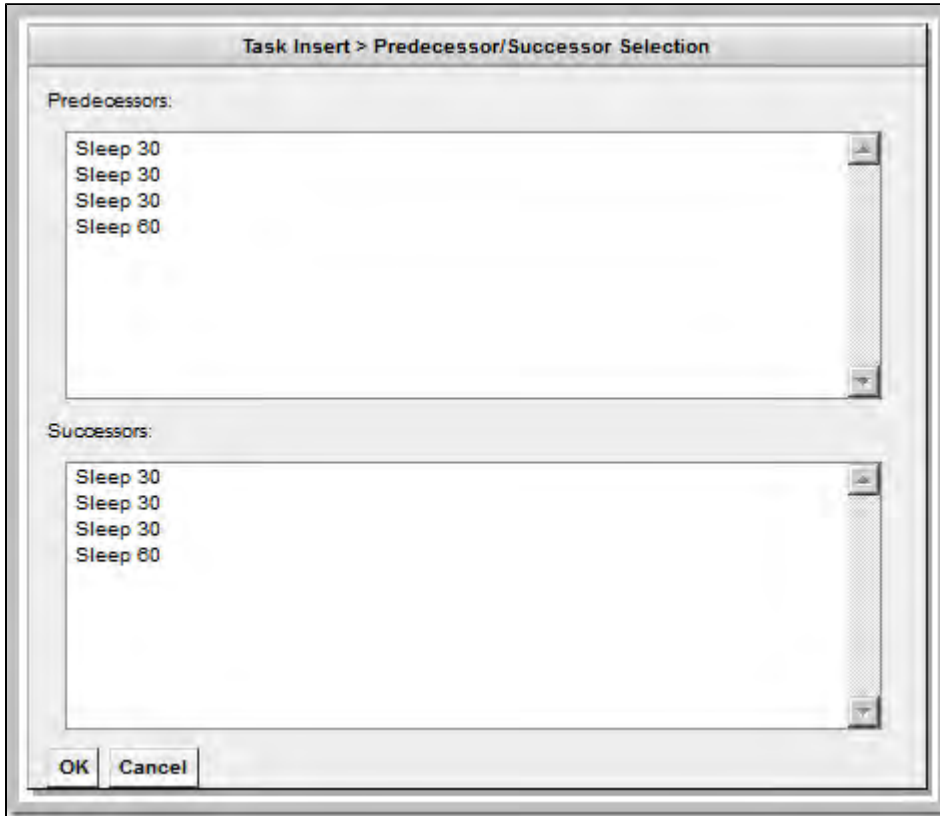 Task Insert > Predecessor/Successor Selection
Predecessors:
Sleep 30
Sleep 30
Sleep 30
Sleep 60
Successors:
Sleep 30
Sleep 30
Sleep 30
Sleep 60
OK Cancel